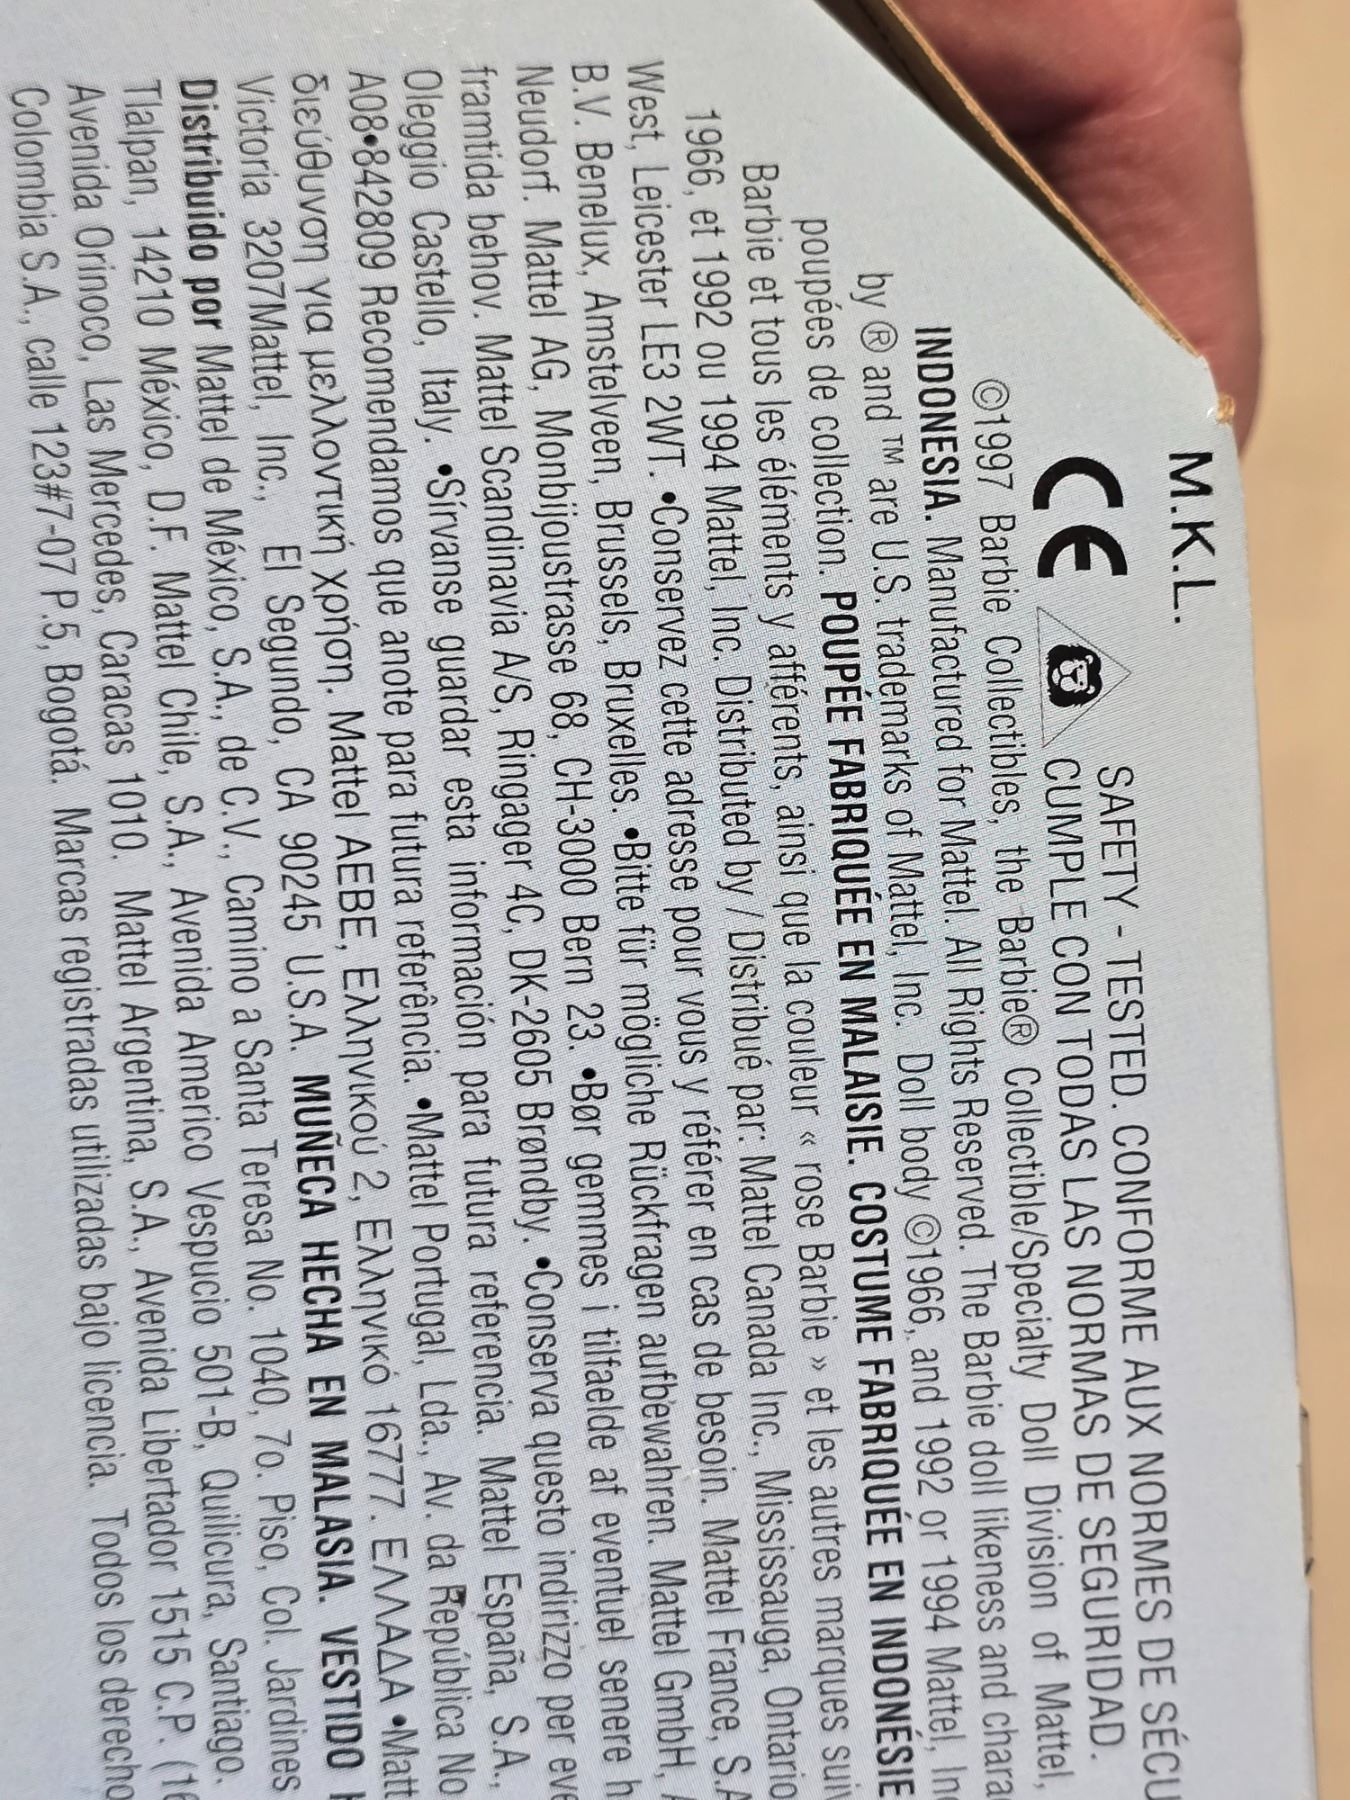 M.K.L.
CE SAFETY - TESTED. CONFORME AUX NORMES DE SÉCU
CUMPLE CON TODAS LAS NORMAS DE SEGURIDAD.
©1997 Barbie Collectibles, the Barbie® Collectible/Specialty Doll Division of Mattel,
INDONESIA. Manufactured for Mattel. All Rights Reserved. The Barbie doll likeness and chara
by ® and ™ are U.S. trademarks of Mattel, Inc. Doll body ©1966, and 1992 or 1994 Mattel, Inc
poupées de collection. POUPÉE FABRIQUÉE EN MALAISIE. COSTUME FABRIQUÉE EN INDONÉSIE
Barbie et tous les éléments y afférents, ainsi que la couleur « rose Barbie » et les autres marques suiv
1966, et 1992 ou 1994 Mattel, Inc. Distributed by / Distribué par: Mattel Canada Inc., Mississauga, Ontario
West, Leicester LE3 2WT. •Conservez cette adresse pour vous y référer en cas de besoin. Mattel France, S.A
B.V. Benelux, Amstelveen, Brussels, Bruxelles. •Bitte für mögliche Rückfragen aufbewahren. Mattel GmbH, A
Neudorf. Mattel AG, Monbijoustrasse 68, CH-3000 Bern 23. •Bør gemmes i tilfaelde af eventuel senere h
framtida behov. Mattel Scandinavia A/S, Ringager 4C, DK-2605 Brøndby. •Conserva questo indirizzo per eve
Oleggio Castello, Italy. •Sírvanse guardar esta información para futura referencia. Mattel España, S.A.,
A08•842809 Recomendamos que anote para futura referência. •Mattel Portugal, Lda., Av. da República No
διεύθυνση για μελλοντική χρήση. Mattel AEBE, Ελληνικού 2, Ελληνικό 16777. ΕΛΛΑΔΑ •Matt
Victoria 3207Mattel, Inc., El Segundo, CA 90245 U.S.A. MUÑECA HECHA EN MALASIA. VESTIDO H
Distribuido por Mattel de México, S.A., de C.V., Camino a Santa Teresa No. 1040, 7o. Piso, Col. Jardines
Tlalpan, 14210 México, D.F. Mattel Chile, S.A., Avenida Americo Vespucio 501-B, Quilicura, Santiago.
Avenida Orinoco, Las Mercedes, Caracas 1010. Mattel Argentina, S.A., Avenida Libertador 1515 C.P. (16
Colombia S.A., calle 123#7-07 P.5, Bogotá. Marcas registradas utilizadas bajo licencia. Todos los derecho